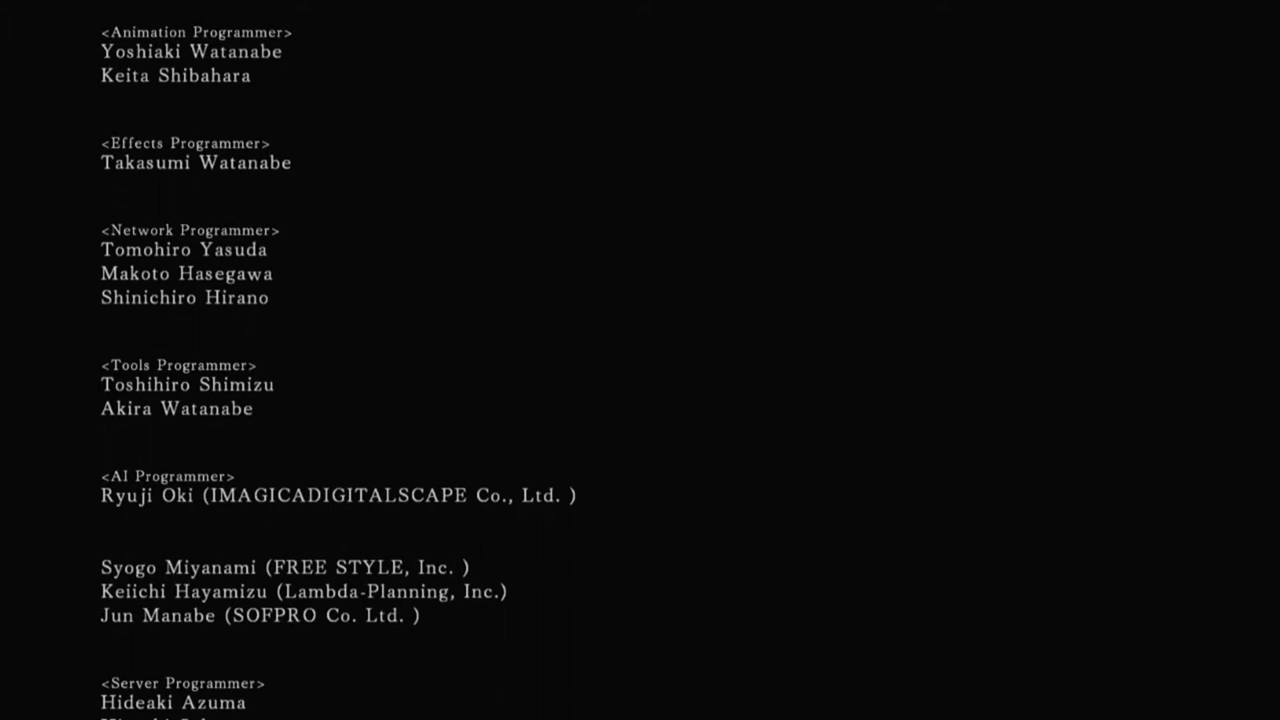 <Animation Programmer>
Yoshiaki Watanabe
Keita Shibahara
<Effects Programmer>
Takasumi Watanabe
<Network Programmer>
Tomohiro Yasuda
Makoto Hasegawa
Shinichiro Hirano
<Tools Programmer>
Toshihiro Shimizu
Akira Watanabe
<AI Programmer>
Ryuji Oki (IMAGICADIGITALSCAPE Co., Ltd. )
Syogo Miyanami (FREE STYLE, Inc. )
Keiichi Hayamizu (Lambda-Planning, Inc.)
Jun Manabe (SOFPRO Co. Ltd. )
<Server Programmer>
Hideaki Azuma